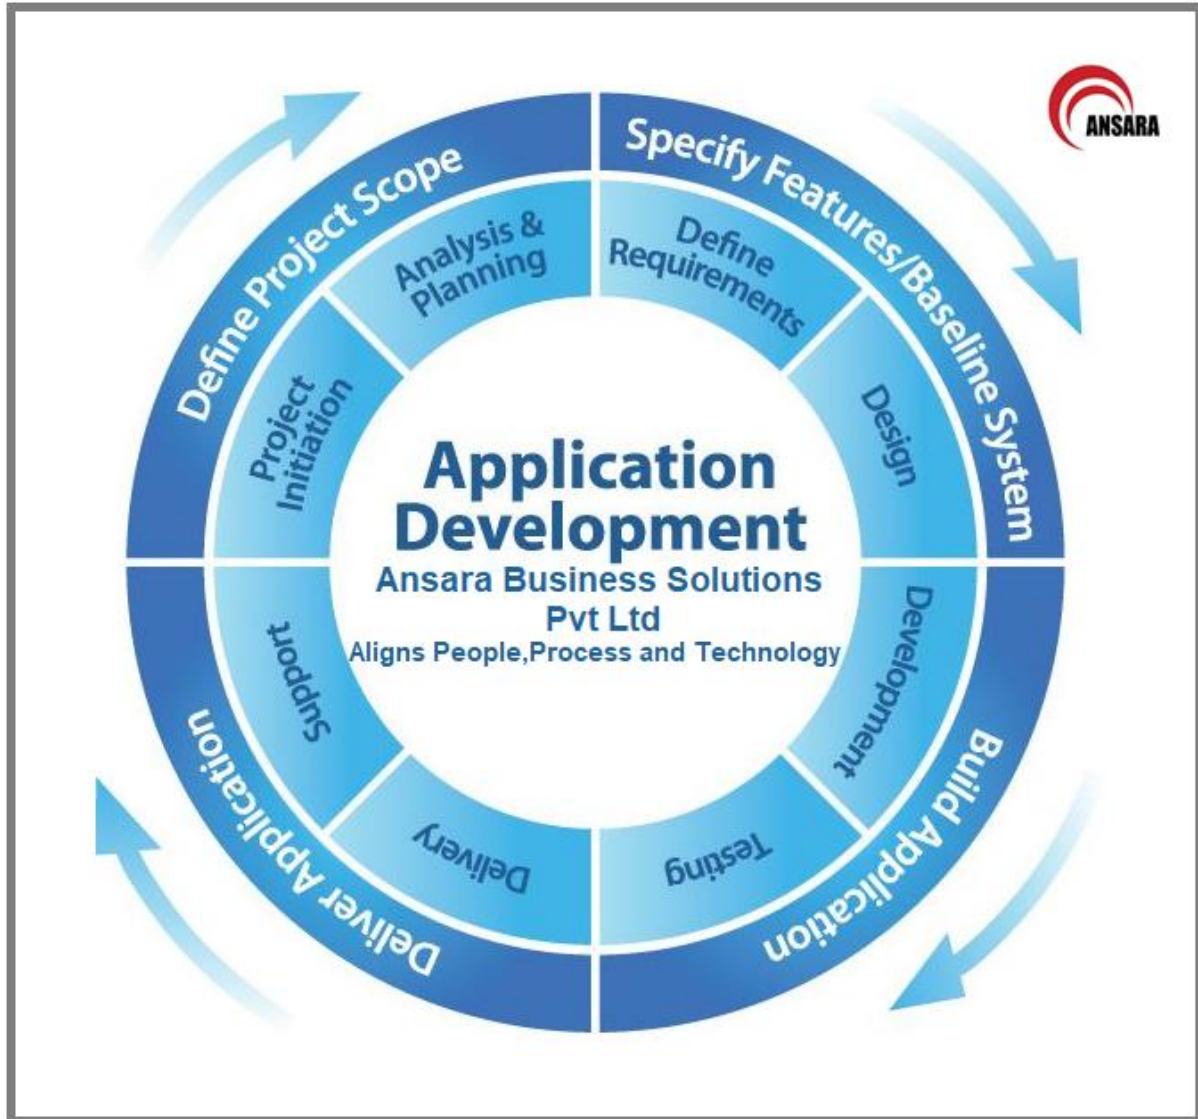 ANSARA
Define Project Scope
Specify Features/Baseline System
Build Application
Deliver Application
Project
Initiation
Analysis &
Planning
Define
Requirements
Design
Development
Testing
Delivery
Support
Application
Development
Ansara Business Solutions
Pvt Ltd
Aligns People,Process and Technology